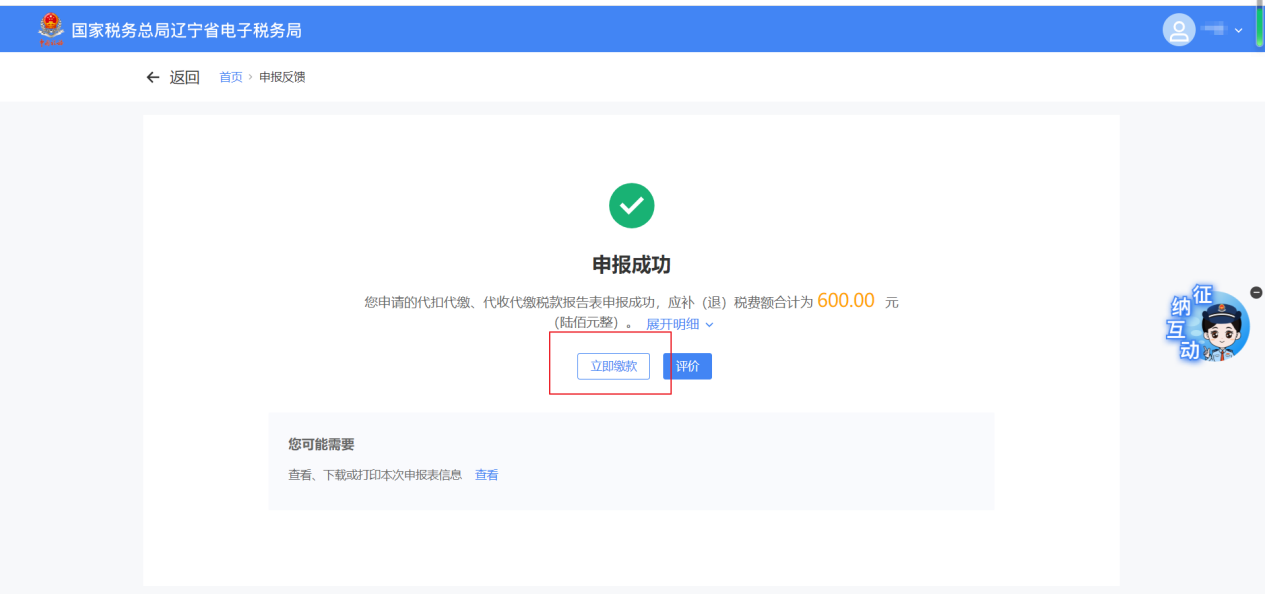 国家税务总局辽宁省电子税务局
返回 首页 › 申报反馈
申报成功
您申请的代扣代缴、代收代缴税款报告表申报成功，应补（退）税费额合计为 600.00 元
（陆佰元整）。 展开明细
立即缴款 评价
征
纳
互
动
您可能需要
查看、下载或打印本次申报表信息 查看